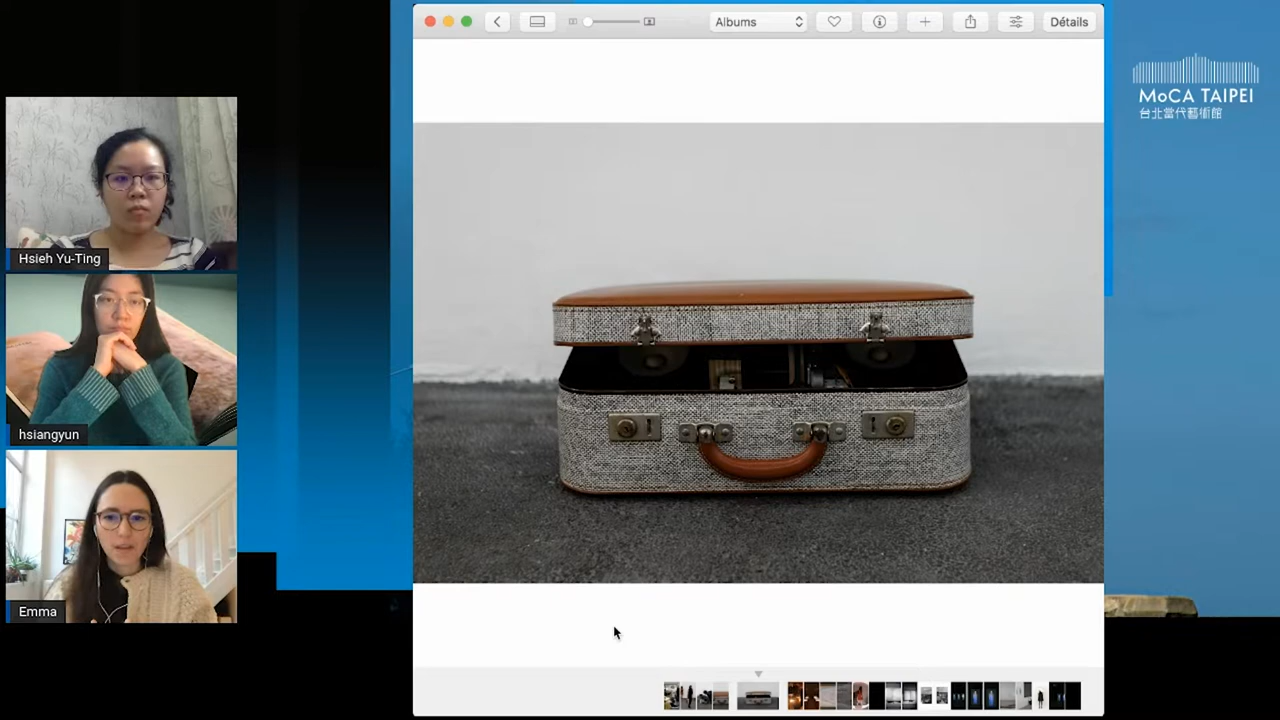 Albums
Détails
MoCA TAIPEI
台北當代藝術館
Hsieh Yu-Ting
hsiangyun
Emma